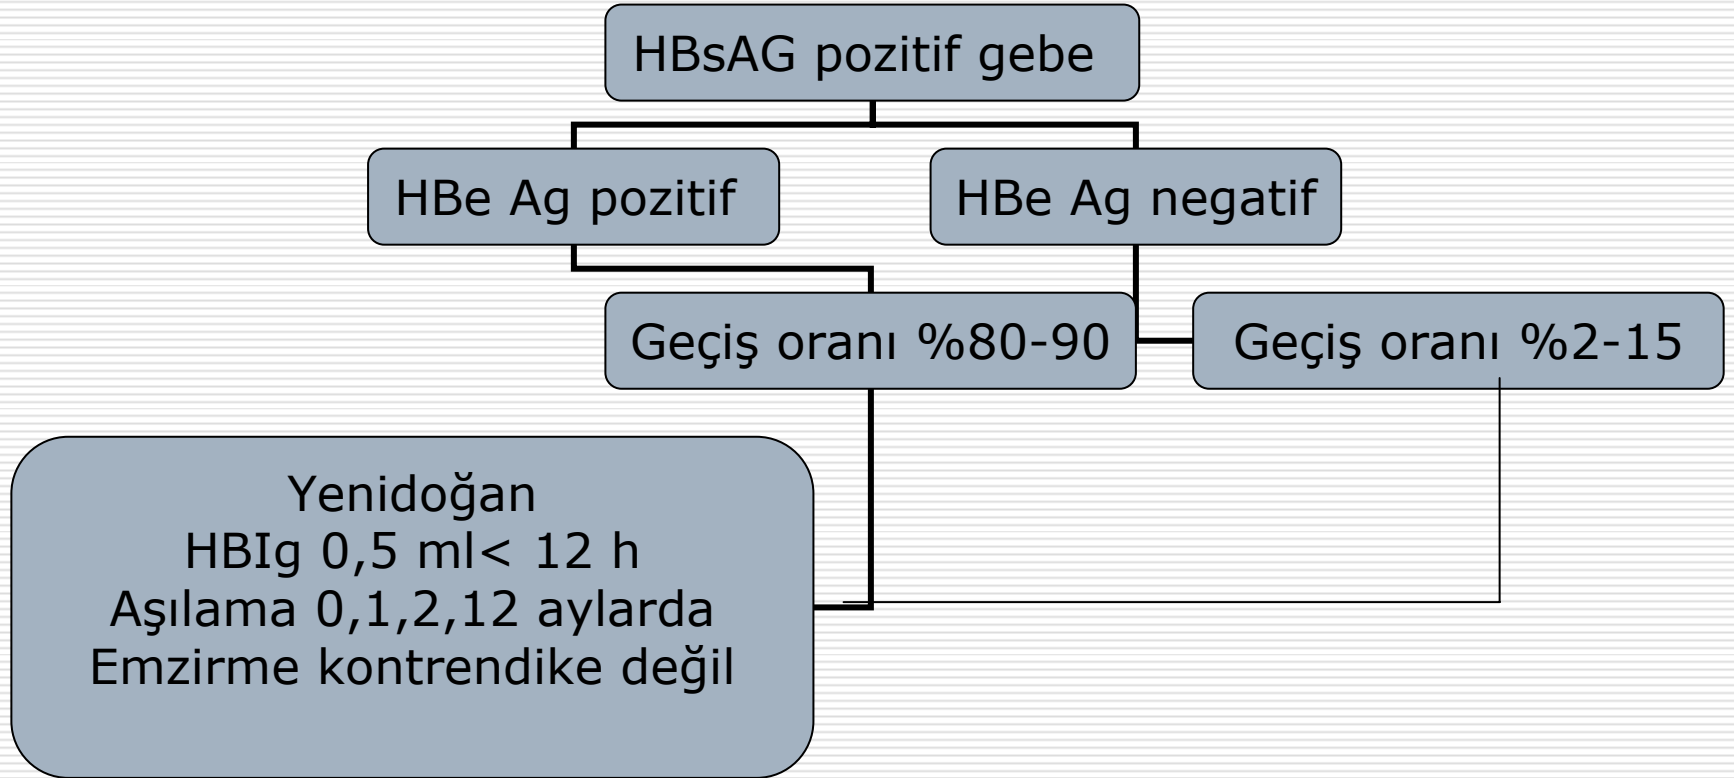 HBsAG pozitif gebe
HBe Ag pozitif
HBe Ag negatif
Geçiş oranı %80-90
Geçiş oranı %2-15
Yenidoğan
HBIg 0,5 ml< 12 h
Aşılama 0,1,2,12 aylarda
Emzirme kontrendike değil